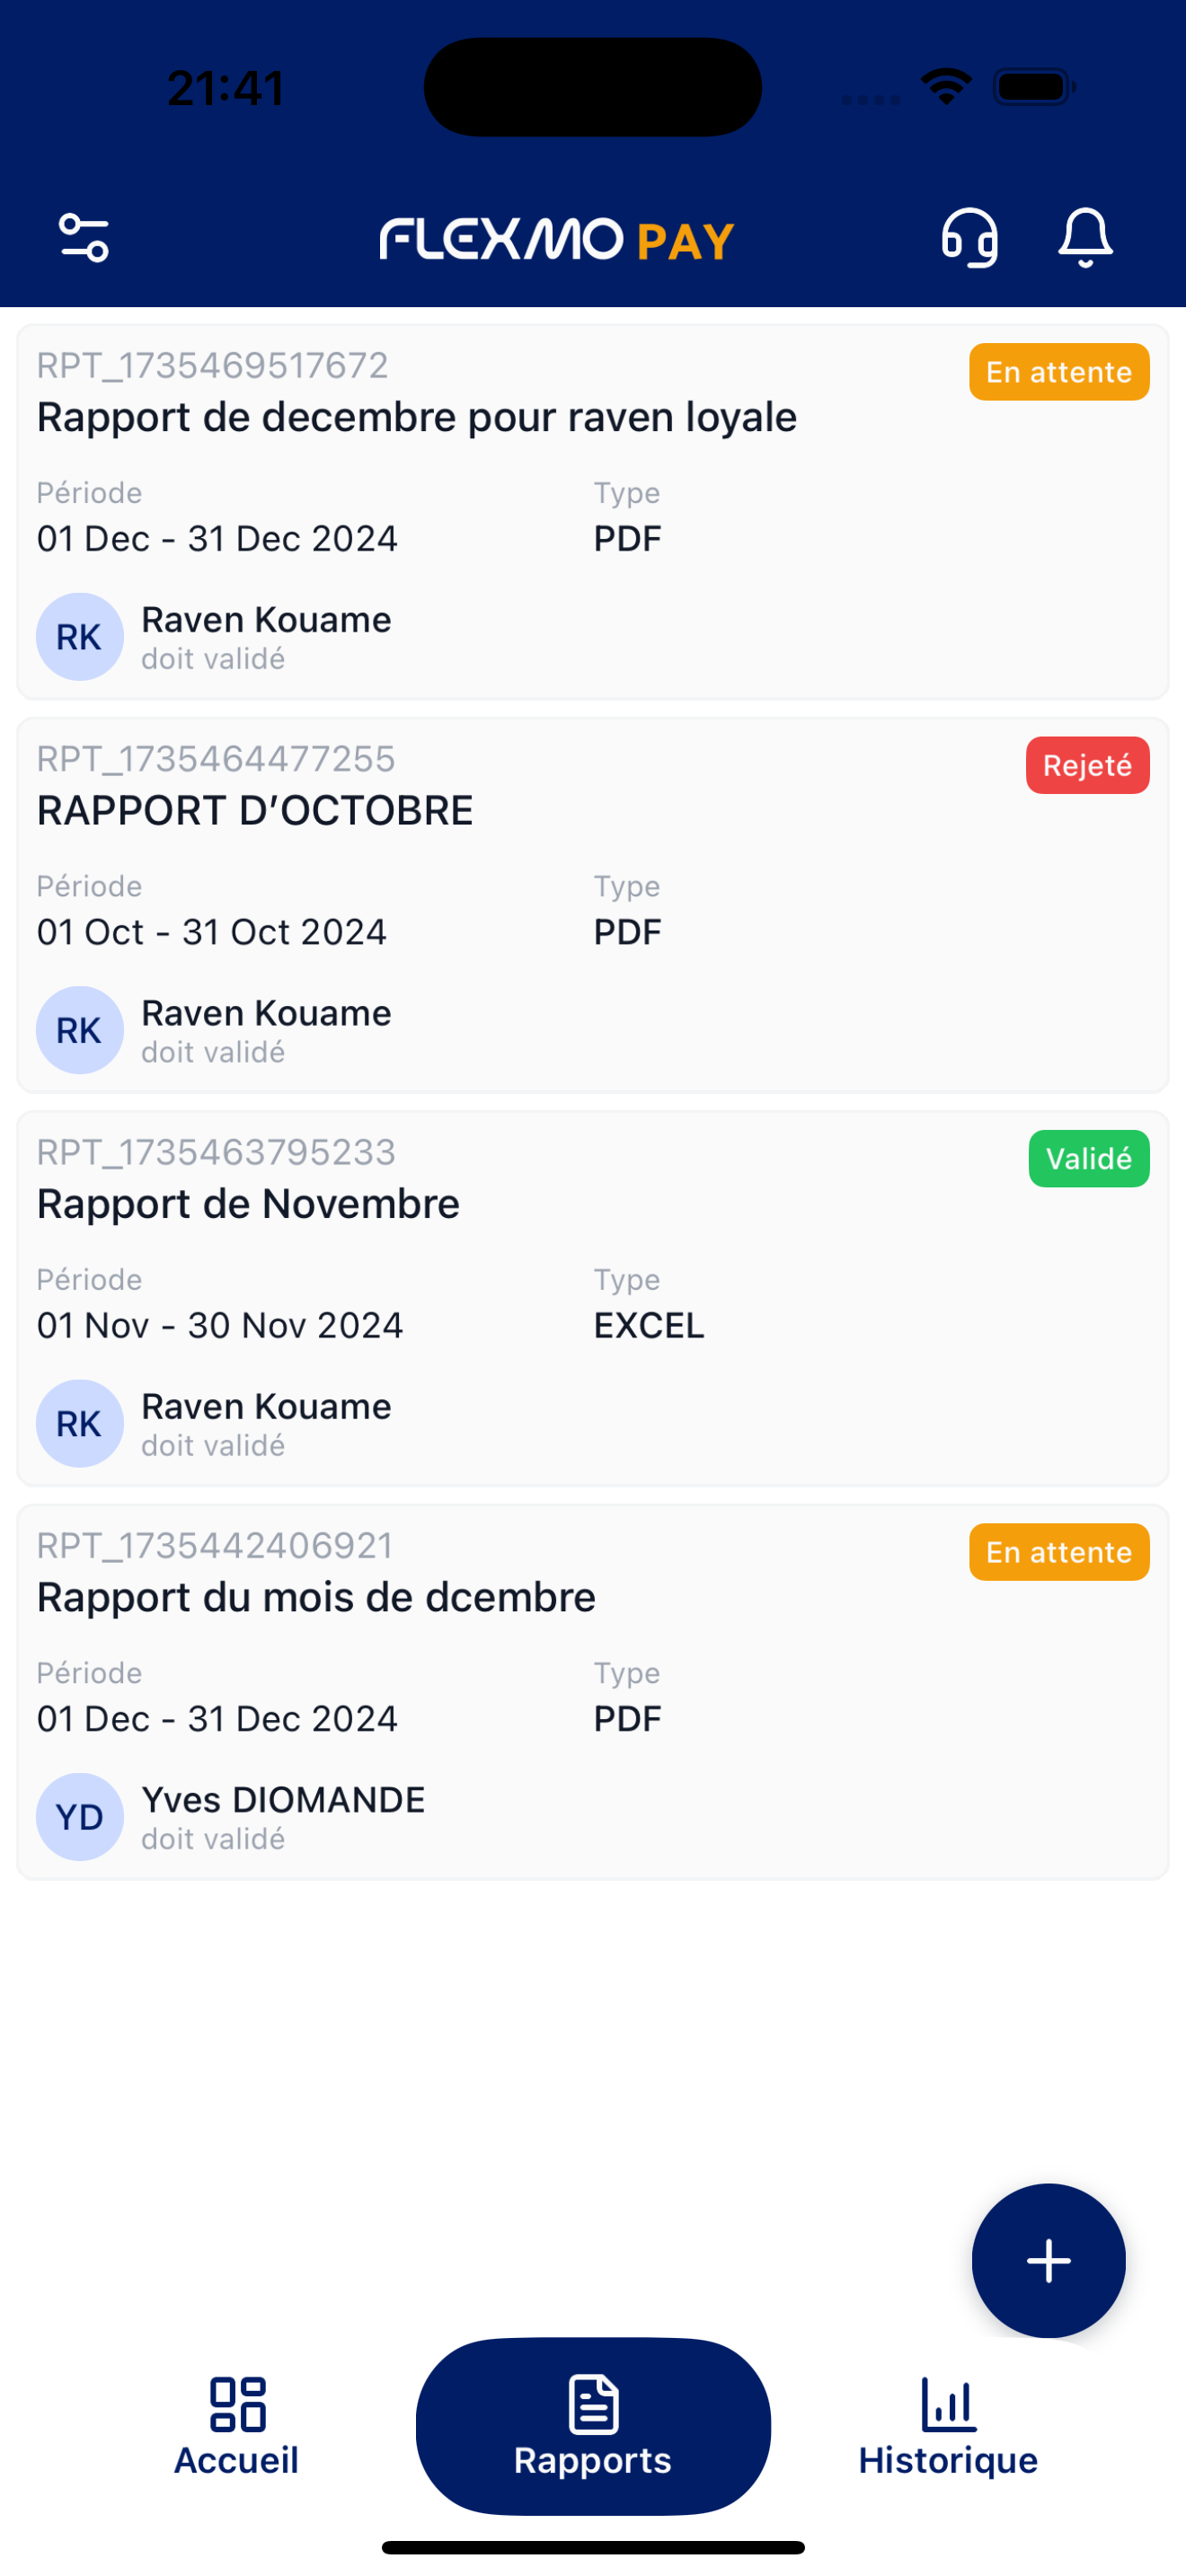 21:41
FLEXMO PAY
RPT_1735469517672
En attente
Rapport de decembre pour raven loyale
Période
Type
01 Dec - 31 Dec 2024
PDF
RK
Raven Kouame
doit validé
RPT_1735464477255
Rejeté
RAPPORT D’OCTOBRE
Période
Type
01 Oct - 31 Oct 2024
PDF
RK
Raven Kouame
doit validé
RPT_1735463795233
Validé
Rapport de Novembre
Période
Type
01 Nov - 30 Nov 2024
EXCEL
RK
Raven Kouame
doit validé
RPT_1735442406921
En attente
Rapport du mois de dcembre
Période
Type
01 Dec - 31 Dec 2024
PDF
YD
Yves DIOMANDE
doit validé
Accueil
Rapports
Historique